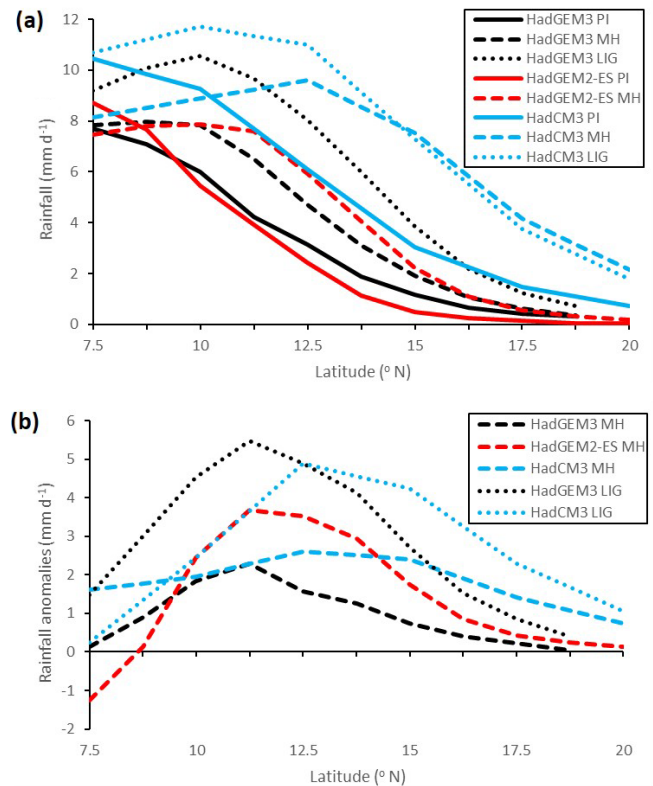 (a)
12
10
8
6
4
2
0
Rainfall (mm d⁻¹)
7.5 10 12.5 15 17.5 20
Latitude (° N)
HadGEM3 PI
HadGEM3 MH
HadGEM3 LIG
HadGEM2-ES PI
HadGEM2-ES MH
HadCM3 PI
HadCM3 MH
HadCM3 LIG
(b)
6
5
4
3
2
1
0
-1
-2
Rainfall anomalies (mm d⁻¹)
7.5 10 12.5 15 17.5 20
Latitude (° N)
HadGEM3 MH
HadGEM2-ES MH
HadCM3 MH
HadGEM3 LIG
HadCM3 LIG